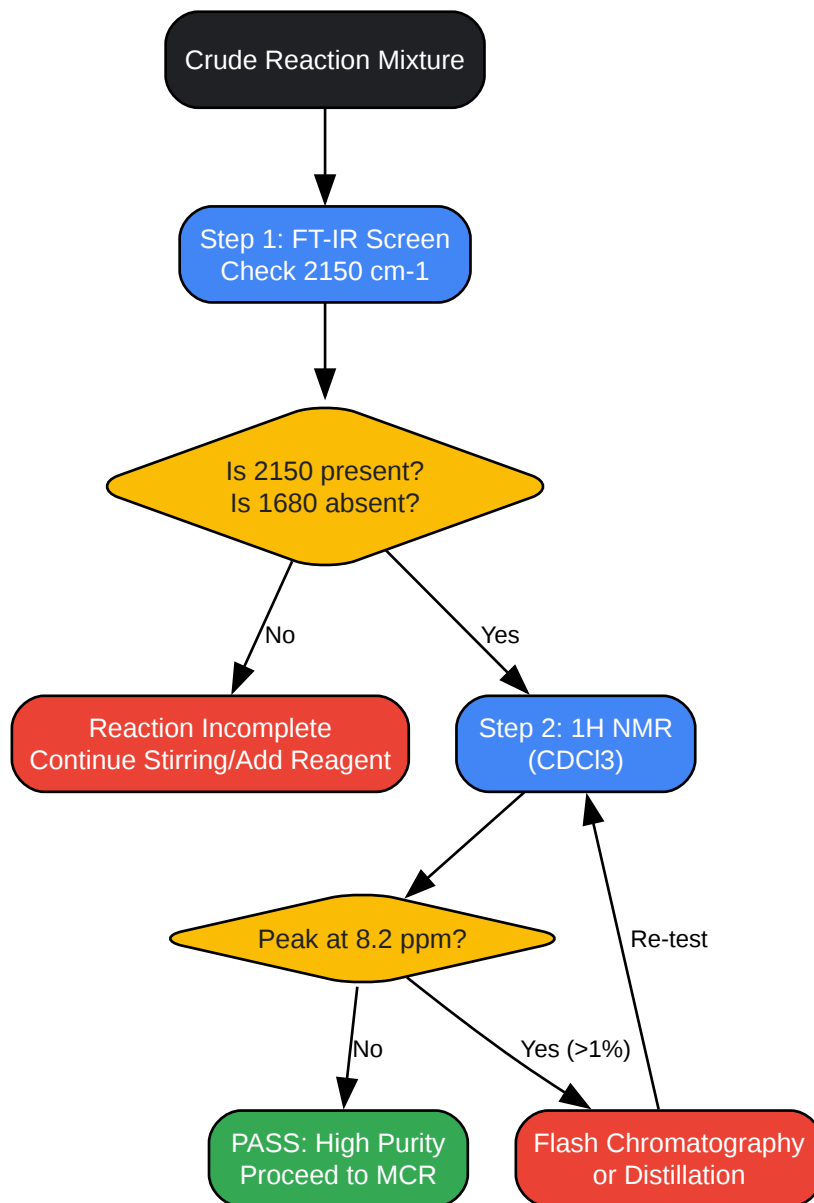 Crude Reaction Mixture
Step 1: FT-IR Screen
Check 2150 cm-1
Is 2150 present?
Is 1680 absent?
No
Yes
Reaction Incomplete
Continue Stirring/Add Reagent
Step 2: 1H NMR
(CDCl3)
Peak at 8.2 ppm?
Re-test
No
Yes (>1%)
PASS: High Purity
Proceed to MCR
Flash Chromatography
or Distillation